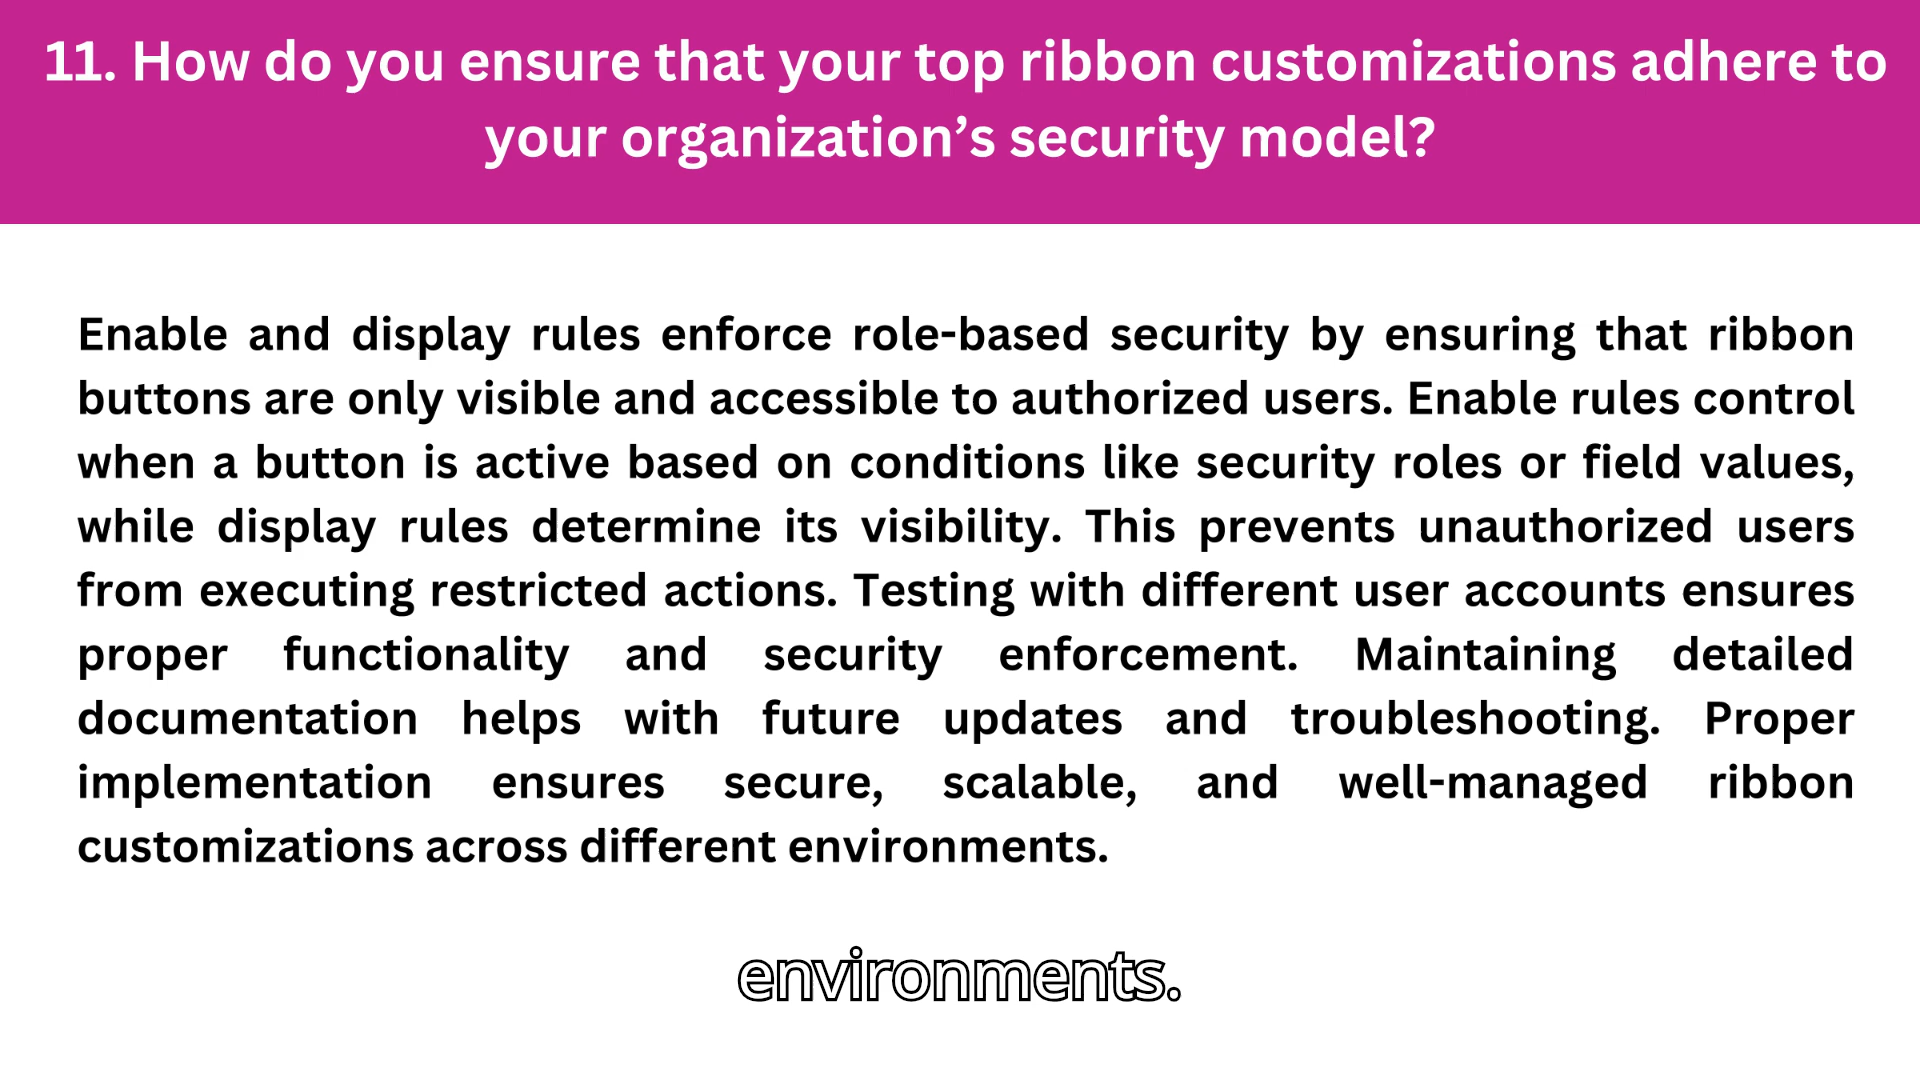 11. How do you ensure that your top ribbon customizations adhere to
your organization’s security model?
Enable and display rules enforce role-based security by ensuring that ribbon
buttons are only visible and accessible to authorized users. Enable rules control
when a button is active based on conditions like security roles or field values,
while display rules determine its visibility. This prevents unauthorized users
from executing restricted actions. Testing with different user accounts ensures
proper functionality and security enforcement. Maintaining detailed
documentation helps with future updates and troubleshooting. Proper
implementation ensures secure, scalable, and well-managed ribbon
customizations across different environments.
environments.